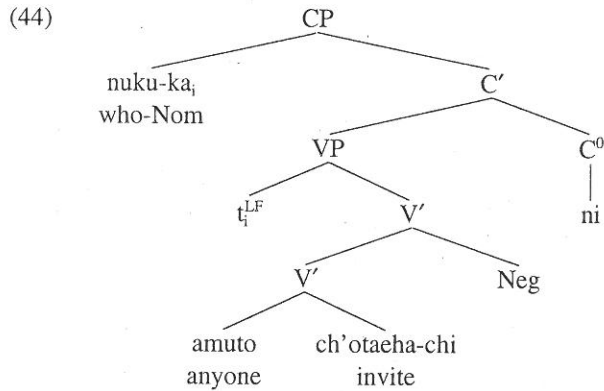 (44)
CP
nuku-kaᵢ
who-Nom
C′
VP
C⁰
tᵢᴸᶠ
V′
ni
V′
Neg
amuto
anyone
ch'otaeha-chi
invite